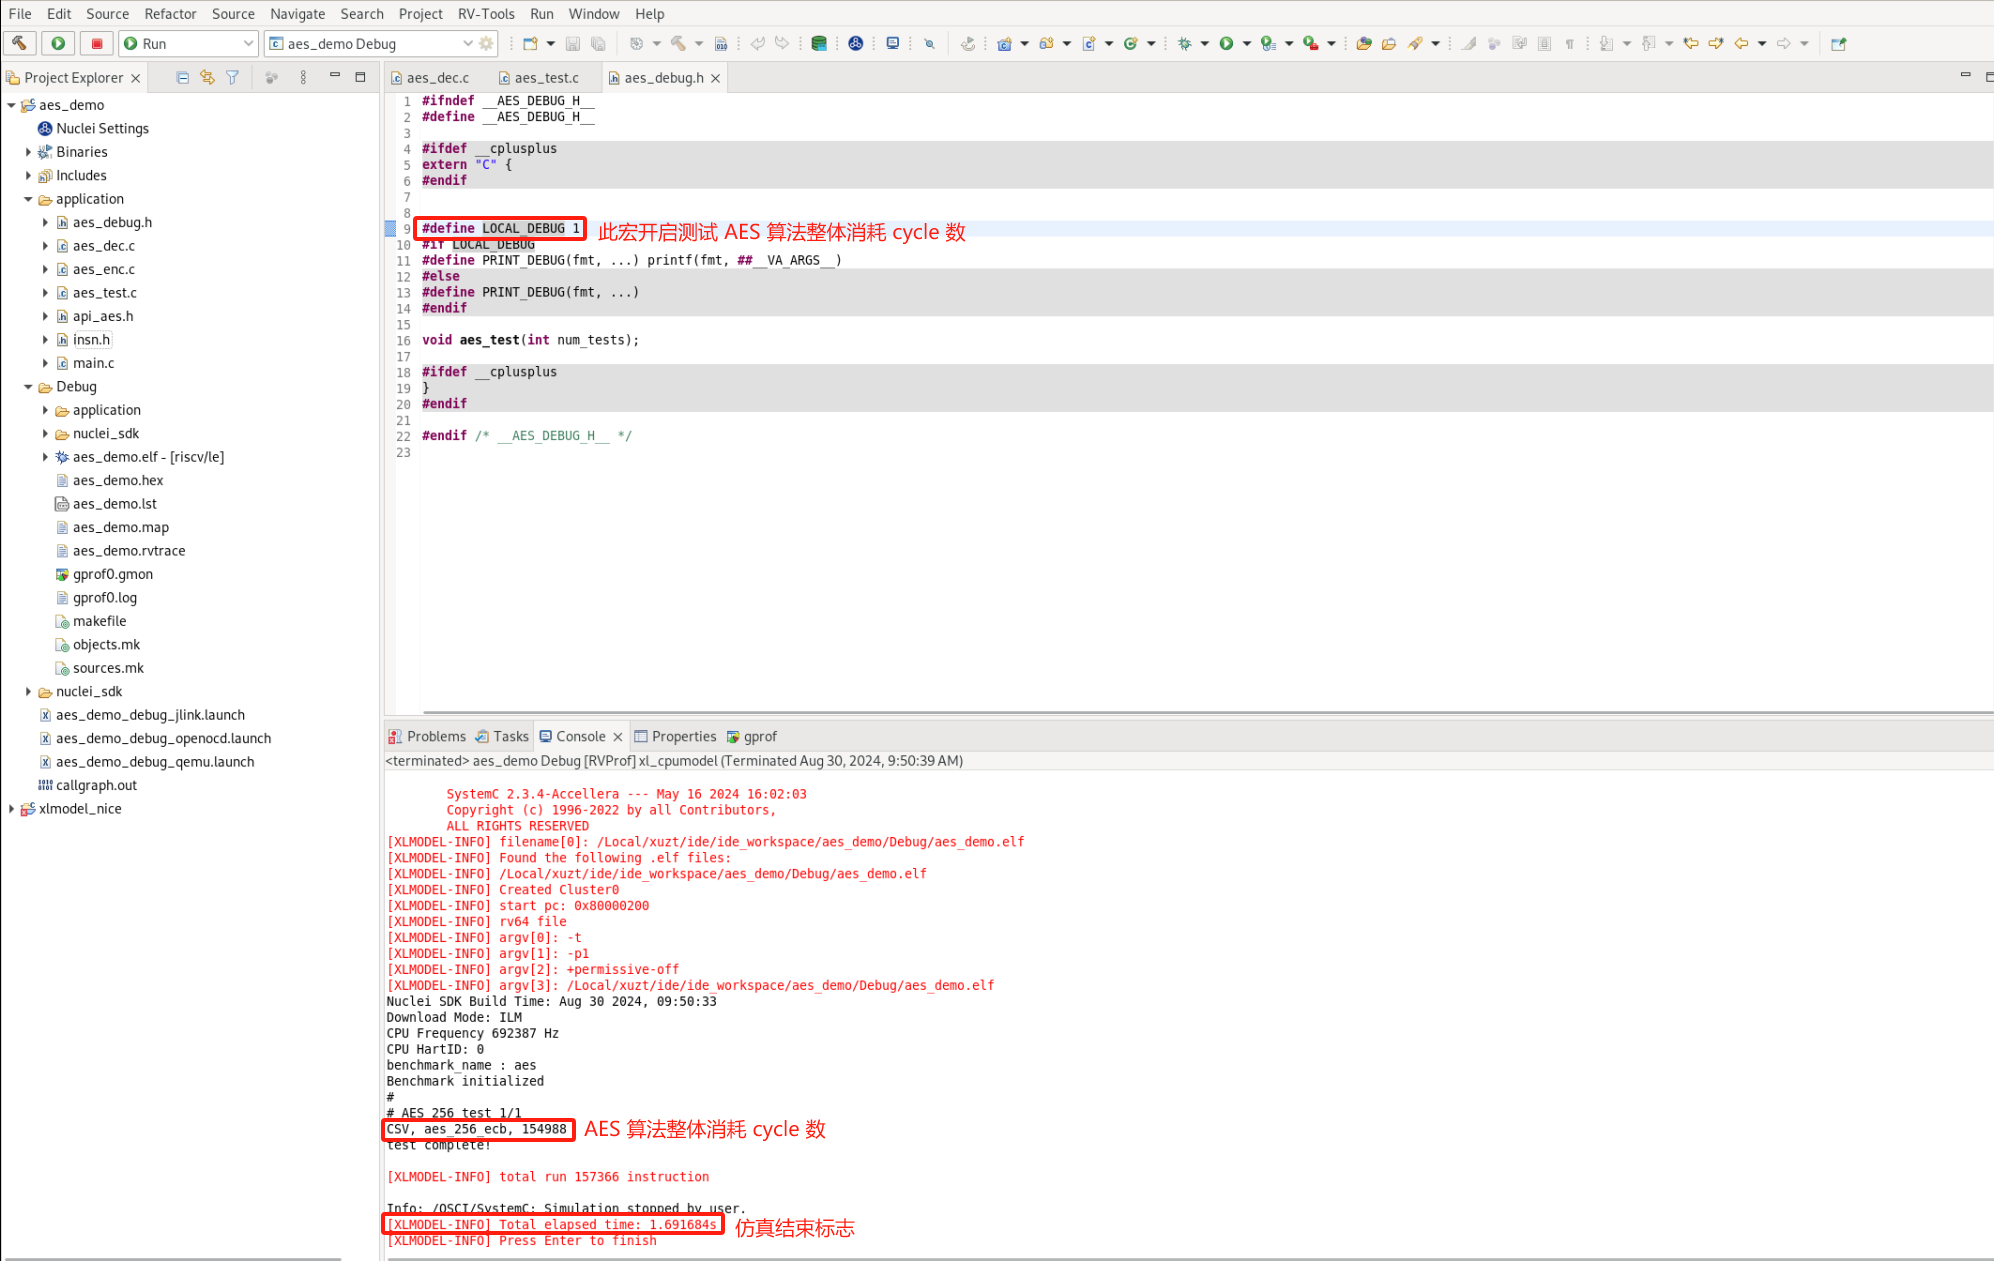 File Edit Source Refactor Source Navigate Search Project RV-Tools Run Window Help
Run aes_demo Debug
Project Explorer
aes_dec.c aes_test.c aes_debug.h
aes_demo
Nuclei Settings
Binaries
Includes
application
aes_debug.h
aes_dec.c
aes_enc.c
aes_test.c
api_aes.h
insn.h
main.c
Debug
application
nuclei_sdk
aes_demo.elf - [riscv/le]
aes_demo.hex
aes_demo.lst
aes_demo.map
aes_demo.rvtrace
gprof0.gmon
gprof0.log
makefile
objects.mk
sources.mk
nuclei_sdk
aes_demo_debug_jlink.launch
aes_demo_debug_openocd.launch
aes_demo_debug_qemu.launch
callgraph.out
xlmodel_nice
1 #ifndef __AES_DEBUG_H__
2 #define __AES_DEBUG_H__
3
4 #ifdef __cplusplus
5 extern "C" {
6 #endif
7
8
9 #define LOCAL_DEBUG 1 此宏开启测试 AES 算法整体消耗 cycle 数
10 #if LOCAL_DEBUG
11 #define PRINT_DEBUG(fmt, ...) printf(fmt, ##__VA_ARGS__)
12 #else
13 #define PRINT_DEBUG(fmt, ...)
14 #endif
15
16 void aes_test(int num_tests);
17
18 #ifdef __cplusplus
19 }
20 #endif
21
22 #endif /* __AES_DEBUG_H__ */
23
Problems Tasks Console Properties gprof
<terminated> aes_demo Debug [RVProf] xl_cpumodel (Terminated Aug 30, 2024, 9:50:39 AM)
SystemC 2.3.4-Accellera --- May 16 2024 16:02:03
Copyright (c) 1996-2022 by all Contributors,
ALL RIGHTS RESERVED
[XLMODEL-INFO] filename[0]: /Local/xuzt/ide/ide_workspace/aes_demo/Debug/aes_demo.elf
[XLMODEL-INFO] Found the following .elf files:
[XLMODEL-INFO] /Local/xuzt/ide/ide_workspace/aes_demo/Debug/aes_demo.elf
[XLMODEL-INFO] Created Cluster0
[XLMODEL-INFO] start pc: 0x80000200
[XLMODEL-INFO] rv64 file
[XLMODEL-INFO] argv[0]: -t
[XLMODEL-INFO] argv[1]: -p1
[XLMODEL-INFO] argv[2]: +permissive-off
[XLMODEL-INFO] argv[3]: /Local/xuzt/ide/ide_workspace/aes_demo/Debug/aes_demo.elf
Nuclei SDK Build Time: Aug 30 2024, 09:50:33
Download Mode: ILM
CPU Frequency 692387 Hz
CPU HartID: 0
benchmark_name : aes
Benchmark initialized
#
# AES 256 test 1/1
CSV, aes_256_ecb, 154988 AES 算法整体消耗 cycle 数
test complete!
[XLMODEL-INFO] total run 157366 instruction
Info: /OSCI/SystemC: Simulation stopped by user.
[XLMODEL-INFO] Total elapsed time: 1.691684s 仿真结束标志
[XLMODEL-INFO] Press Enter to finish